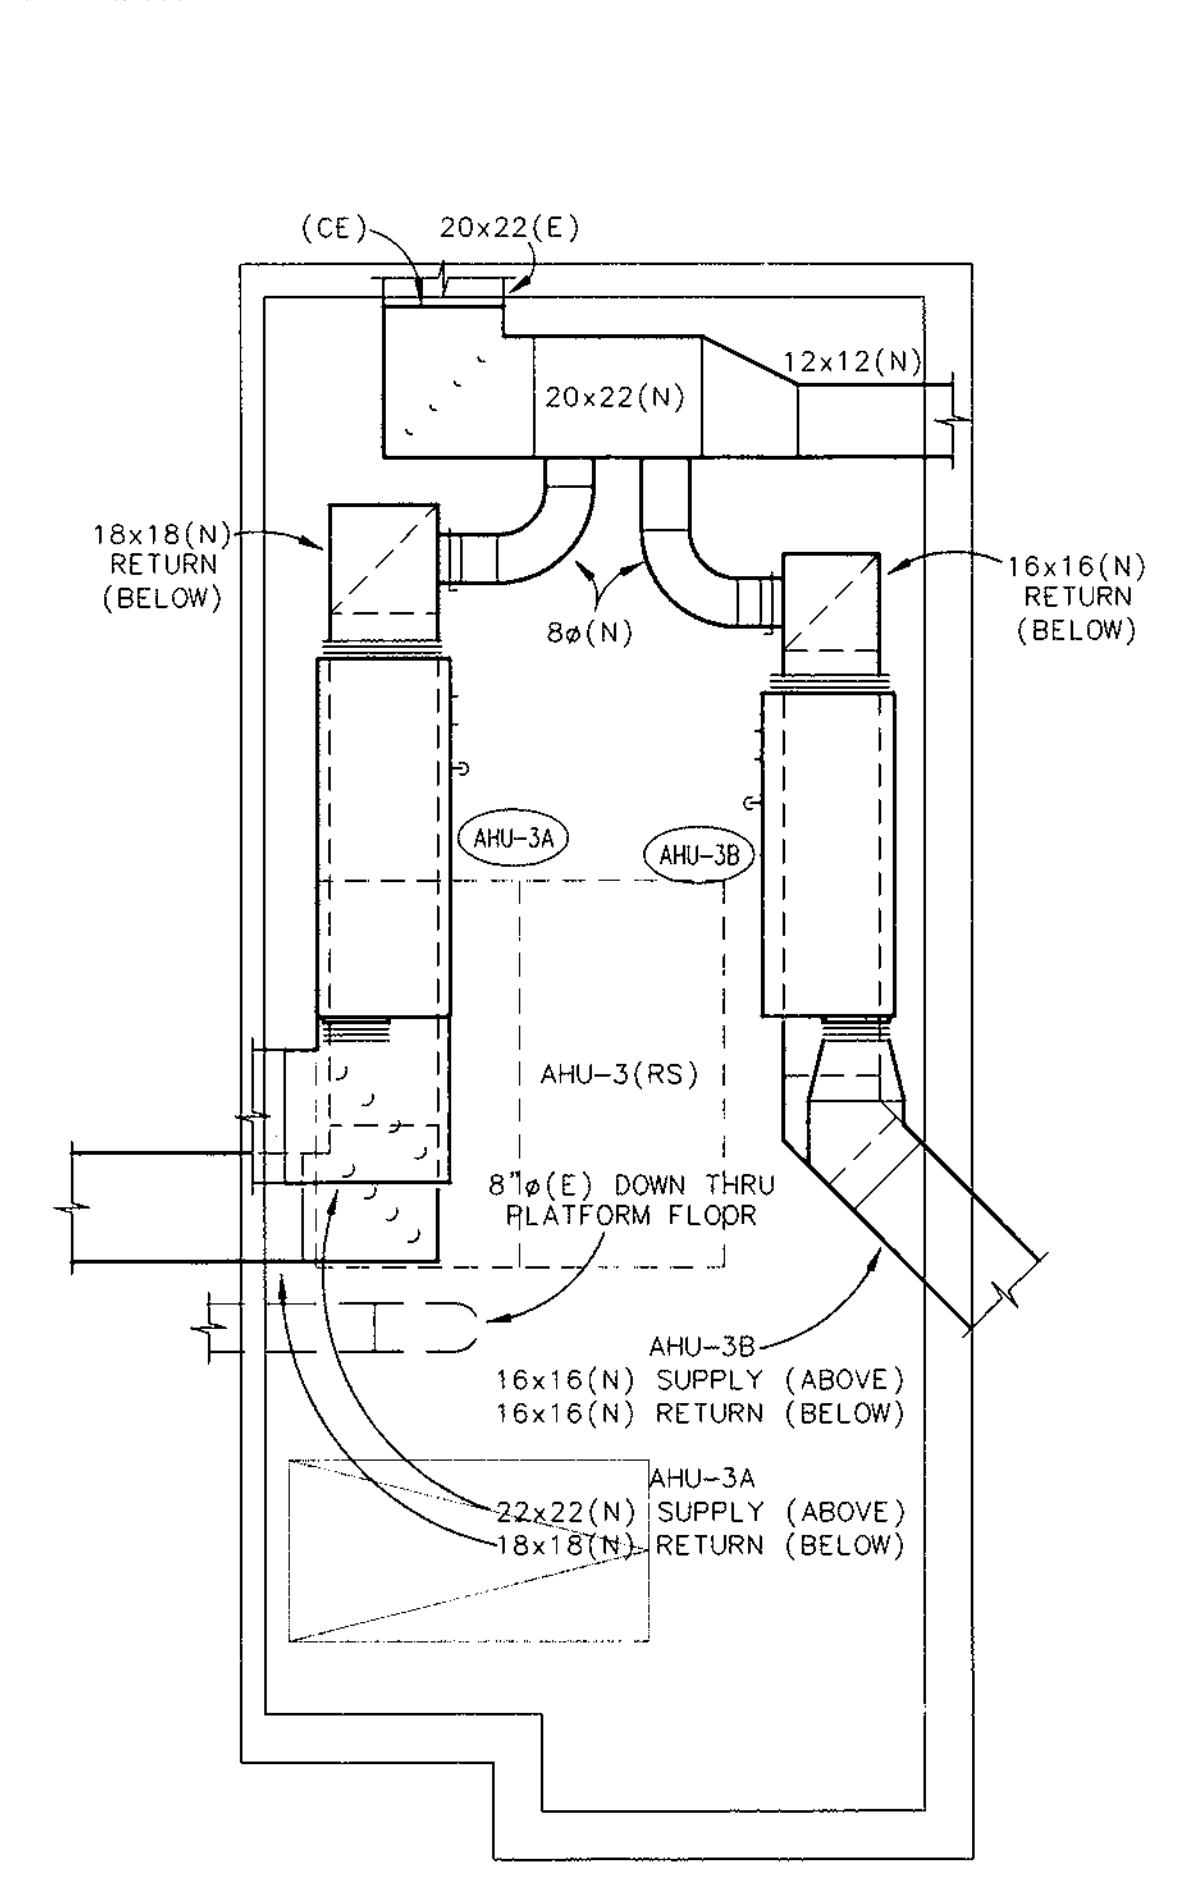 (CE)
20x22(E)
12x12(N)
20x22(N)
18x18(N)
RETURN
(BELOW)
8ø(N)
16x16(N)
RETURN
(BELOW)
AHU-3A
AHU-3B
AHU-3(RS)
8"ø(E) DOWN THRU
PLATFORM FLOOR
AHU-3B
16x16(N) SUPPLY (ABOVE)
16x16(N) RETURN (BELOW)
AHU-3A
22x22(N) SUPPLY (ABOVE)
18x18(N) RETURN (BELOW)